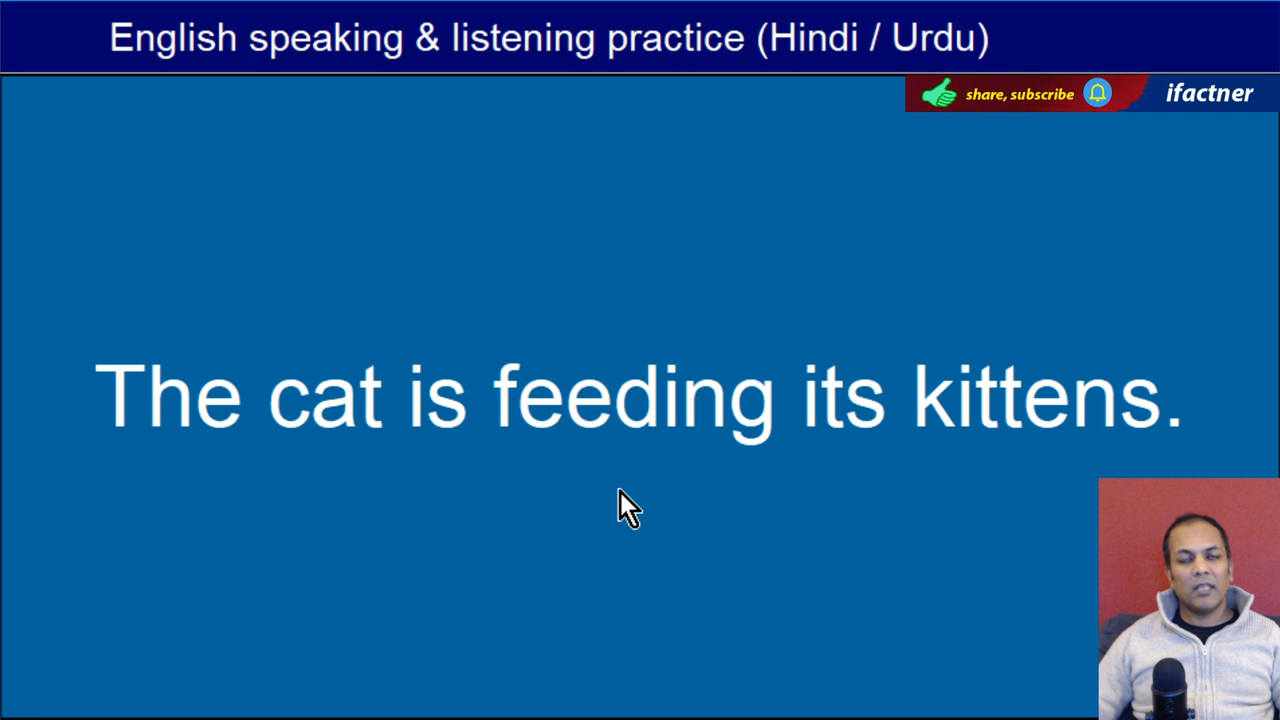 English speaking & listening practice (Hindi / Urdu)
share, subscribe ifactner
The cat is feeding its kittens.